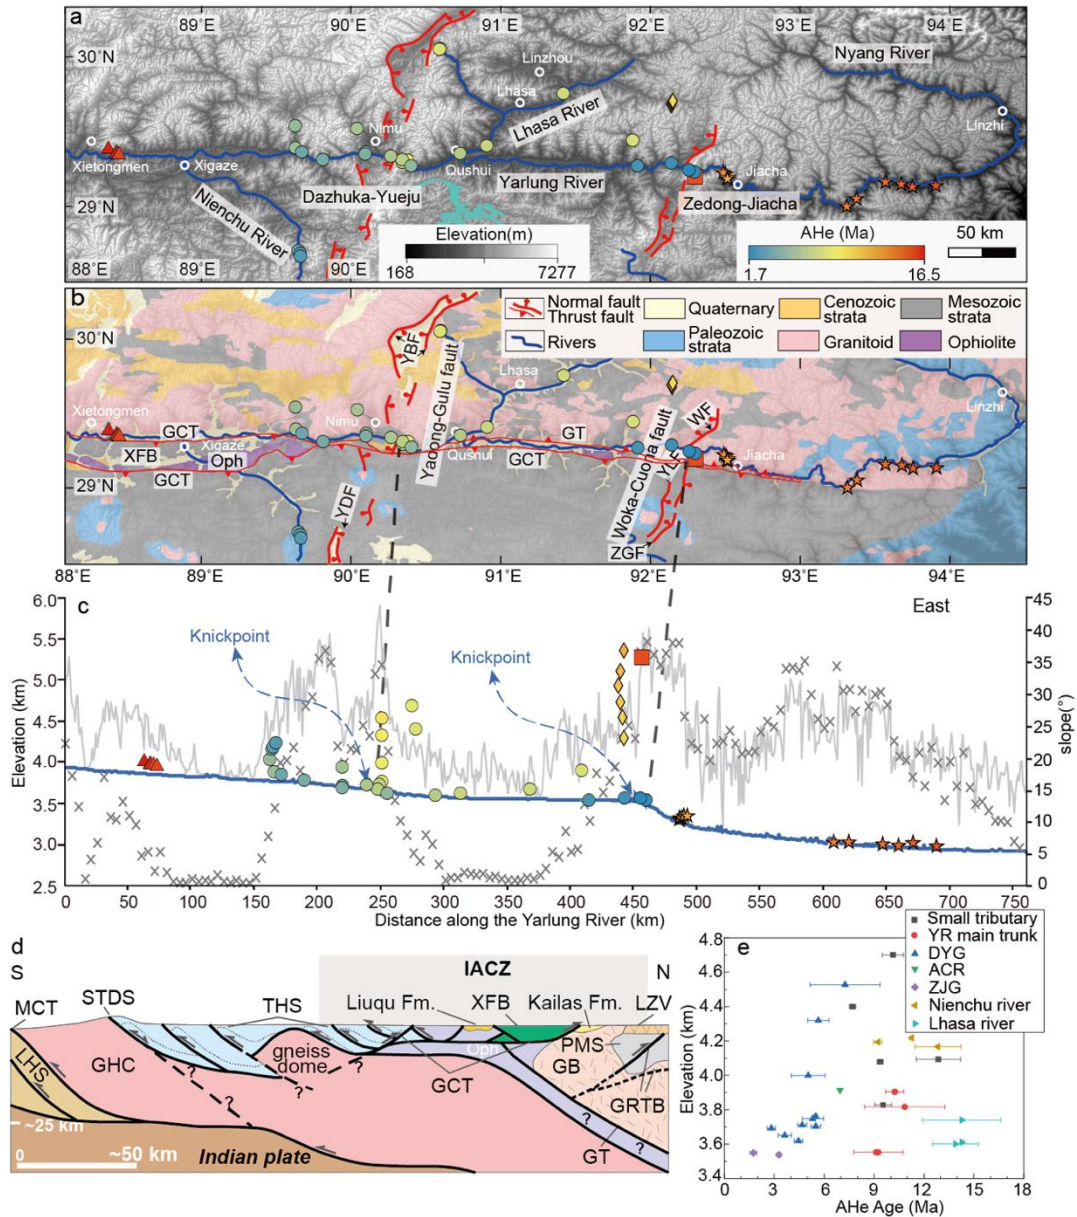 a
90°E
91°E
92°E
93°E
94°E
30°N
Linzhou
Nyang River
Lhasa
Lhasa River
Nimu
Linzhi
Xietongmen
Xigaze
Qushui
Yarlung River
Jiacha
Dazhuka-Yueju
Zedong-Jiacha
29°N
Nienchu River
Elevation(m)
168
7277
AHe (Ma)
1.7
16.5
50 km
88°E
89°E
90°E
b
30°N
Normal fault
Thrust fault
Quaternary
Cenozoic strata
Mesozoic strata
Rivers
Paleozoic strata
Granitoid
Ophiolite
YBF
Yadong-Gulu fault
Lhasa
Xietongmen
Nimu
WF
Linzhi
GCT
GT
XFB
Xigaze
Oph
Qushui
GCT
YLF
Jiacha
GCT
29°N
YDF
Woka-Cuona fault
ZGF
88°E
89°E
90°E
91°E
92°E
93°E
94°E
c
East
Knickpoint
Knickpoint
Elevation (km)
6.0
5.5
5.0
4.5
4.0
3.5
3.0
2.5
slope(°)
45
40
35
30
25
20
15
10
5
0
0
50
100
150
200
250
300
350
400
450
500
550
600
650
700
750
Distance along the Yarlung River (km)
d
S
N
IACZ
MCT
STDS
THS
Liuqu Fm.
XFB
Kailas Fm.
LZV
LHS
GHC
gneiss dome
?
?
?
GCT
Oph
PMS
GB
GRTB
GT
?
?
~25 km
0
~50 km
Indian plate
e
Small tributary
YR main trunk
DYG
ACR
ZJG
Nienchu river
Lhasa river
Elevation (km)
4.8
4.6
4.4
4.2
4.0
3.8
3.6
3.4
0
3
6
9
12
15
18
AHe Age (Ma)